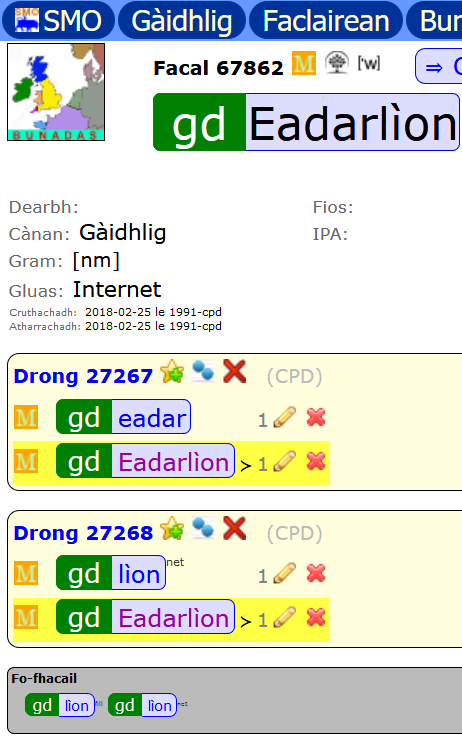 SMO Gàidhlig Faclairean Bun
Facal 67862 M ['w] ⇒
BUNADAS
gd Eadarlìon
Dearbh: Fios:
Cànan: Gàidhlig IPA:
Gram: [nm]
Gluas: Internet
Cruthachadh: 2018-02-25 le 1991-cpd
Atharrachadh: 2018-02-25 le 1991-cpd
Drong 27267 (CPD)
M gd eadar 1
M gd Eadarlìon > 1
Drong 27268 (CPD)
M gd lìon net 1
M gd Eadarlìon > 1
Fo-fhacail
gd lìon fill gd lìon net